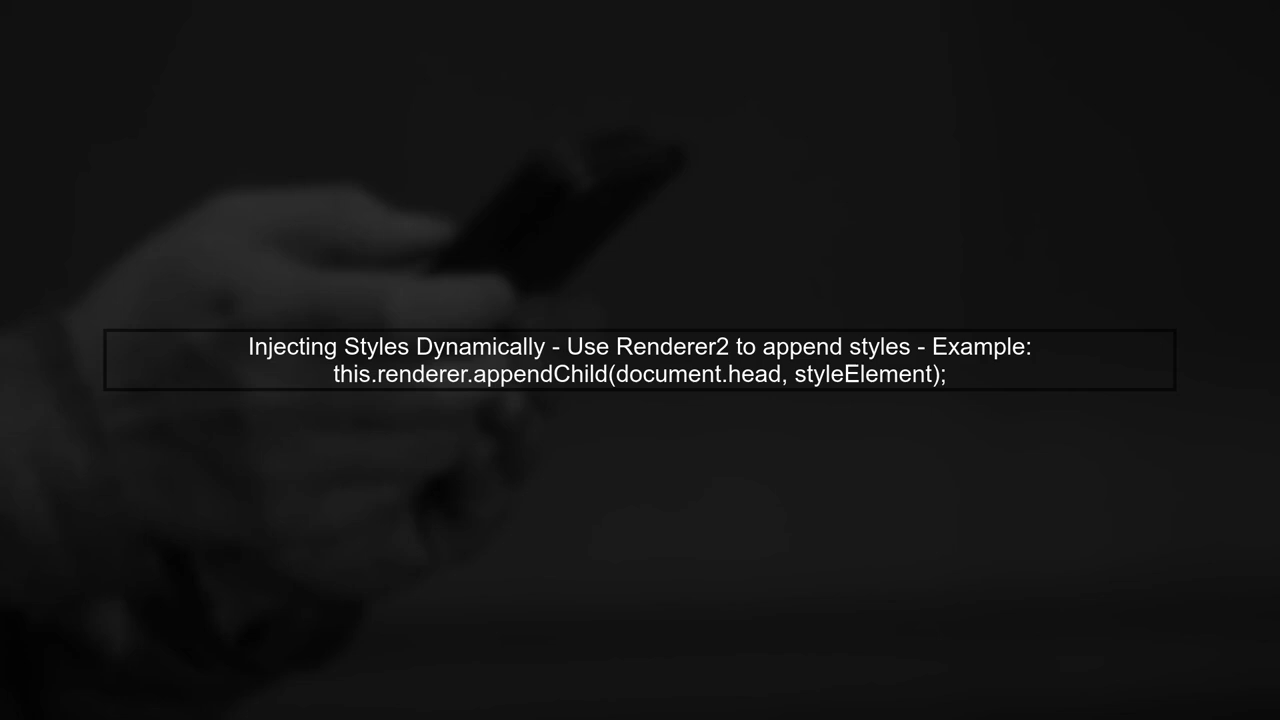 Injecting Styles Dynamically - Use Renderer2 to append styles - Example:
this.renderer.appendChild(document.head, styleElement);